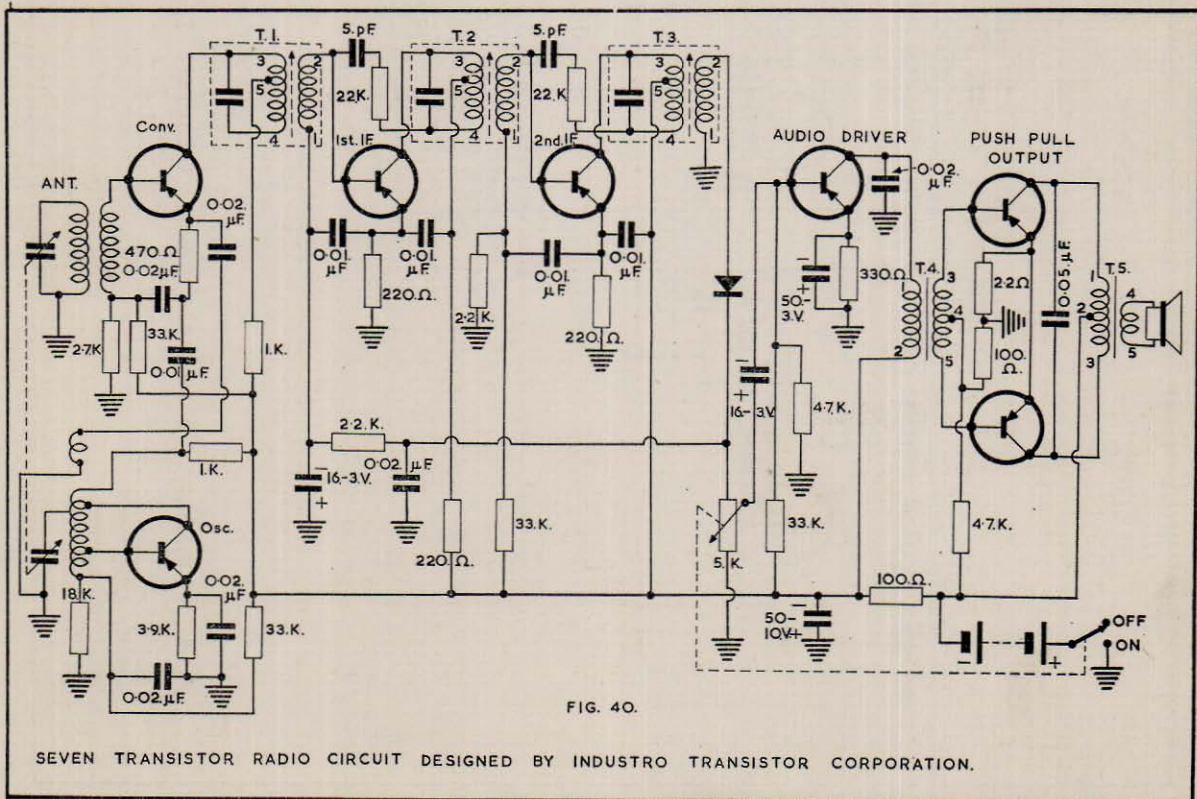 T.1.
5.pF.
T.2
5.pF.
T.3.
3
5
4
2
1
22K.
3
5
4
2
1
22.K
3
5
4
2
1
Conv.
1st. IF.
2nd. IF.
AUDIO DRIVER
PUSH PULL
OUTPUT
ANT.
0·02.
µF.
0·02.
µF.
470.Ω.
0·02µF.
0·01.
µF
0·01.
µF.
0·01.
µF.
0·01.
µF.
220.Ω.
2·2.K.
220.Ω.
330.Ω.
50.-
3.V.
T.4.
2·2Ω
0·05.µF.
T.5.
1
2
3
4
5
1
2
3
4
5
100.
Ω.
2·7.K
33.K.
0·01.
µF.
1.K.
16.-3.V.
4·7.K.
2·2.K.
0·02.µF.
1.K.
16.-3.V.
Osc.
220.Ω.
33.K.
5.K.
33.K.
4·7.K.
18.K.
0·02.
µF
3·9.K.
33.K.
100.Ω.
50-
10.V.
OFF
ON
0·02.µF.
FIG. 40.
SEVEN TRANSISTOR RADIO CIRCUIT DESIGNED BY INDUSTRO TRANSISTOR CORPORATION.